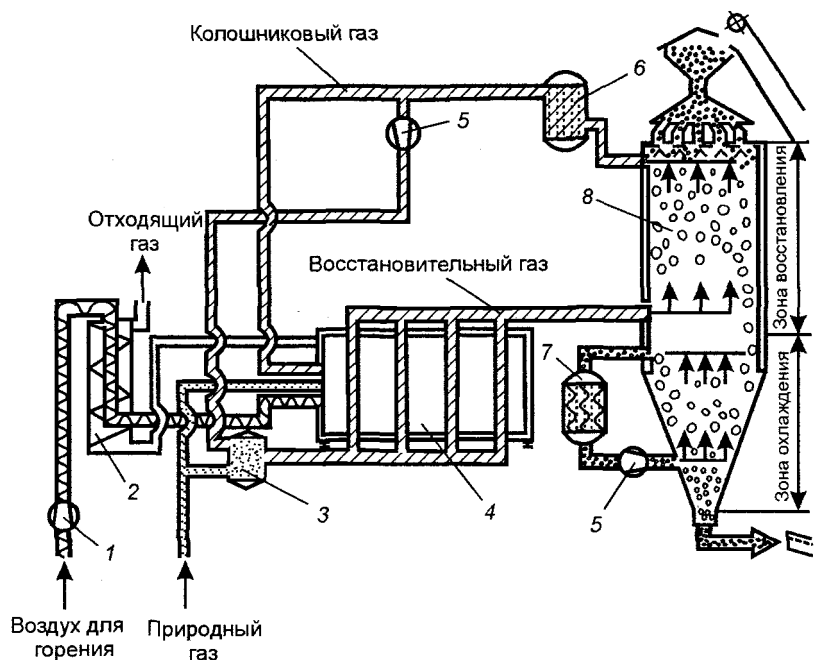 Колошниковый газ
6
5
Отходящий
газ
8
Восстановительный газ
Зона восстановления
7
2
3
4
5
Зона охлаждения
1
Воздух для
горения
Природный
газ